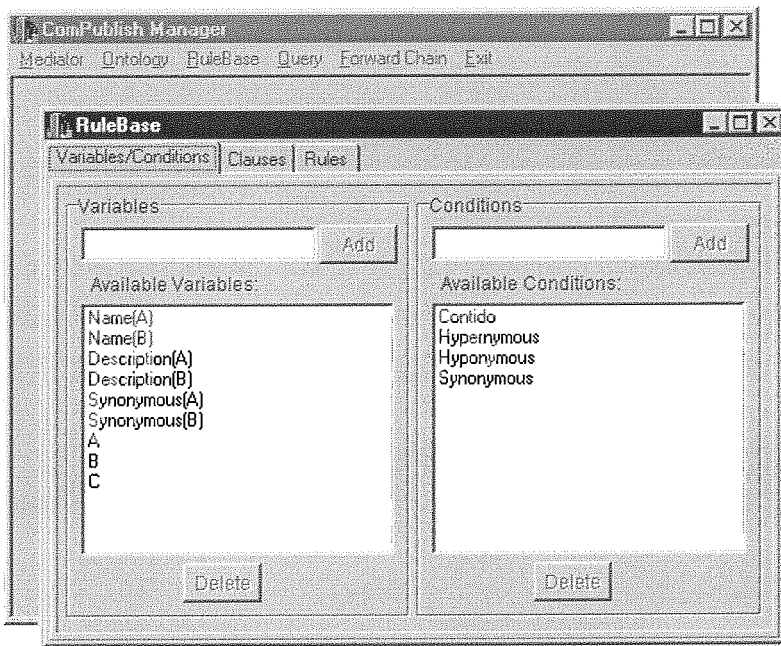 ComPublish Manager
Mediator Ontology RuleBase Query Forward Chain Exit
RuleBase
Variables/Conditions Clauses Rules
Variables
Add
Available Variables:
Name(A)
Name(B)
Description(A)
Description(B)
Synonymous(A)
Synonymous(B)
A
B
C
Delete
Conditions
Add
Available Conditions:
Contido
Hypernymous
Hyponymous
Synonymous
Delete